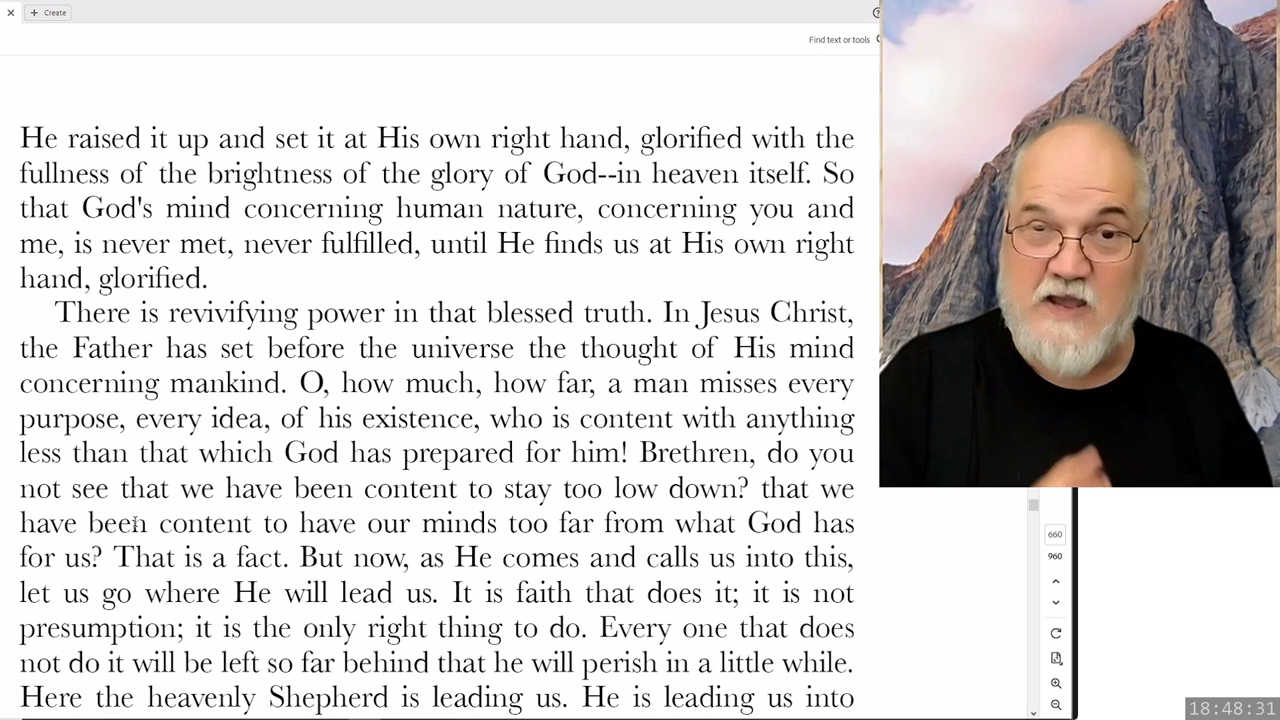 Create
Find text or tools
He raised it up and set it at His own right hand, glorified with the
fullness of the brightness of the glory of God--in heaven itself. So
that God's mind concerning human nature, concerning you and
me, is never met, never fulfilled, until He finds us at His own right
hand, glorified.
There is revivifying power in that blessed truth. In Jesus Christ,
the Father has set before the universe the thought of His mind
concerning mankind. O, how much, how far, a man misses every
purpose, every idea, of his existence, who is content with anything
less than that which God has prepared for him! Brethren, do you
not see that we have been content to stay too low down? that we
have been content to have our minds too far from what God has
for us? That is a fact. But now, as He comes and calls us into this,
let us go where He will lead us. It is faith that does it; it is not
presumption; it is the only right thing to do. Every one that does
not do it will be left so far behind that he will perish in a little while.
Here the heavenly Shepherd is leading us. He is leading us into
660
960
18:48:31